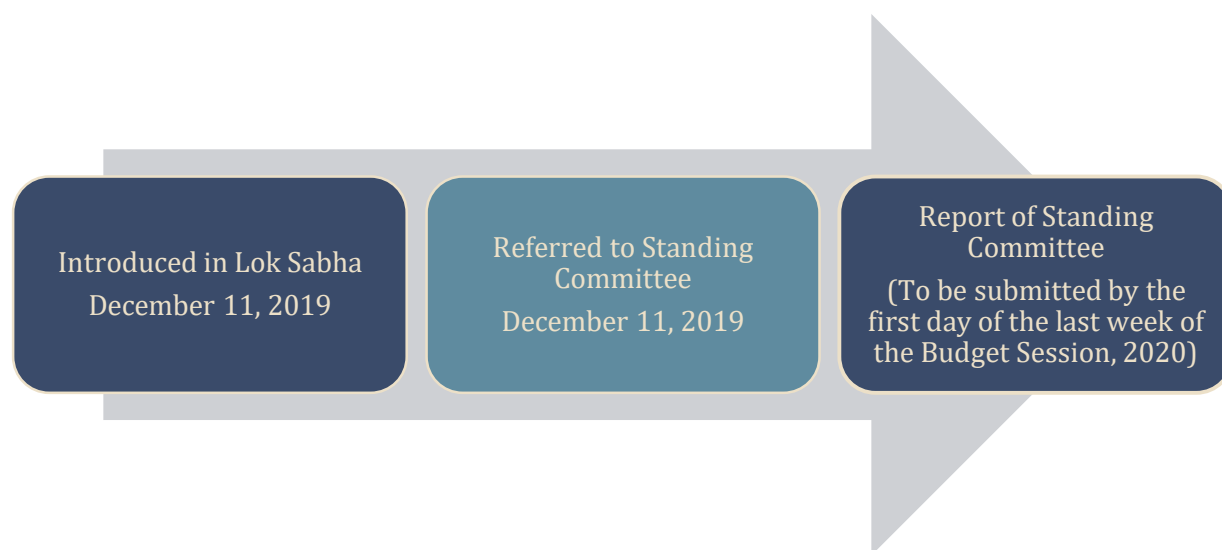 Introduced in Lok Sabha
December 11, 2019
Referred to Standing
Committee
December 11, 2019
Report of Standing
Committee
(To be submitted by the
first day of the last week of
the Budget Session, 2020)